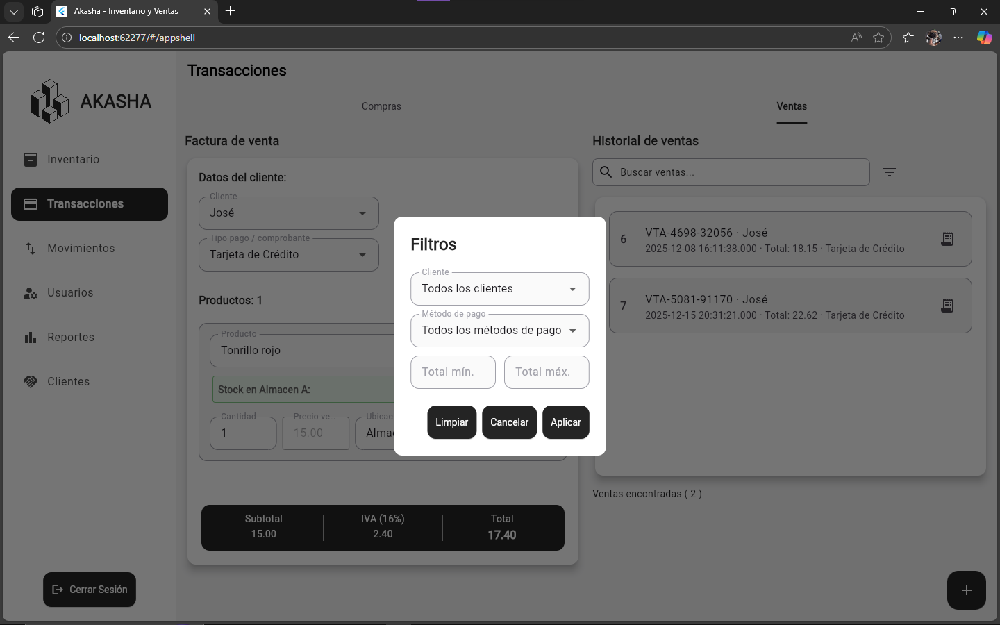 Akasha - Inventario y Ventas
localhost:62277/#/appshell
AKASHA
Inventario
Transacciones
Movimientos
Usuarios
Reportes
Clientes
Cerrar Sesión
Transacciones
Compras
Ventas
Factura de venta
Datos del cliente:
Cliente
José
Tipo pago / comprobante
Tarjeta de Crédito
Productos: 1
Producto
Tonrillo rojo
Stock en Almacen A:
Cantidad
1
Precio ve...
15.00
Subtotal
15.00
IVA (16%)
2.40
Total
17.40
Filtros
Cliente
Todos los clientes
Método de pago
Todos los métodos de pago
Total mín.
Total máx.
Limpiar
Cancelar
Aplicar
Historial de ventas
Buscar ventas...
6
VTA-4698-32056 · José
2025-12-08 16:11:38.000 · Total: 18.15 · Tarjeta de Crédito
7
VTA-5081-91170 · José
2025-12-15 20:31:21.000 · Total: 22.62 · Tarjeta de Crédito
Ventas encontradas ( 2 )